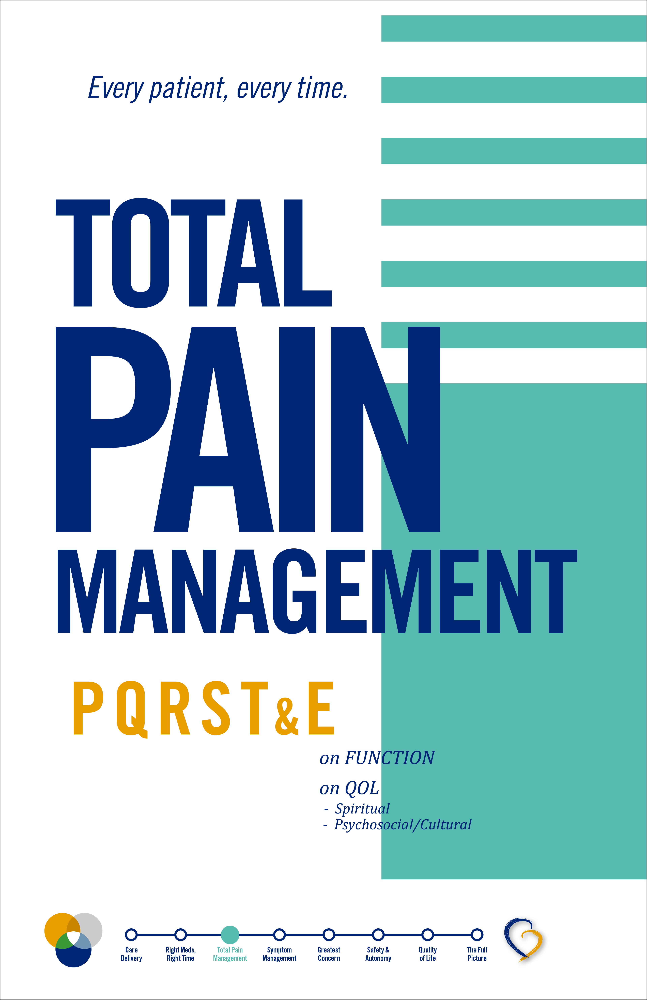 Every patient, every time.
TOTAL
PAIN
MANAGEMENT
P Q R S T & E
on FUNCTION
on QOL
- Spiritual
- Psychosocial/Cultural
Care
Delivery
Right Meds,
Right Time
Total Pain
Management
Symptom
Management
Greatest
Concern
Safety &
Autonomy
Quality
of Life
The Full
Picture